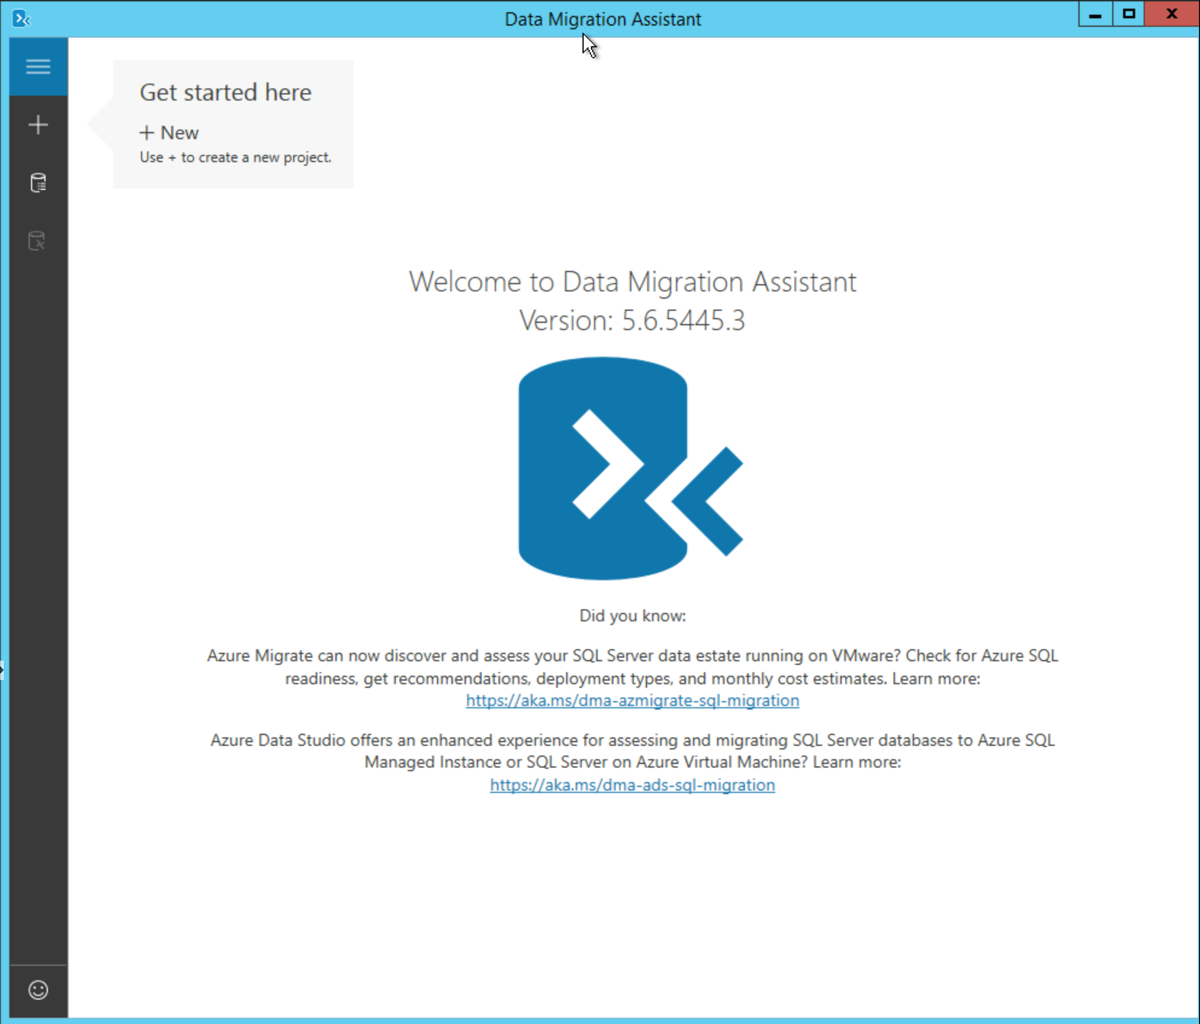 Data Migration Assistant
Get started here
+ New
Use + to create a new project.
Welcome to Data Migration Assistant
Version: 5.6.5445.3
Did you know:
Azure Migrate can now discover and assess your SQL Server data estate running on VMware? Check for Azure SQL
readiness, get recommendations, deployment types, and monthly cost estimates. Learn more:
https://aka.ms/dma-azmigrate-sql-migration
Azure Data Studio offers an enhanced experience for assessing and migrating SQL Server databases to Azure SQL
Managed Instance or SQL Server on Azure Virtual Machine? Learn more:
https://aka.ms/dma-ads-sql-migration